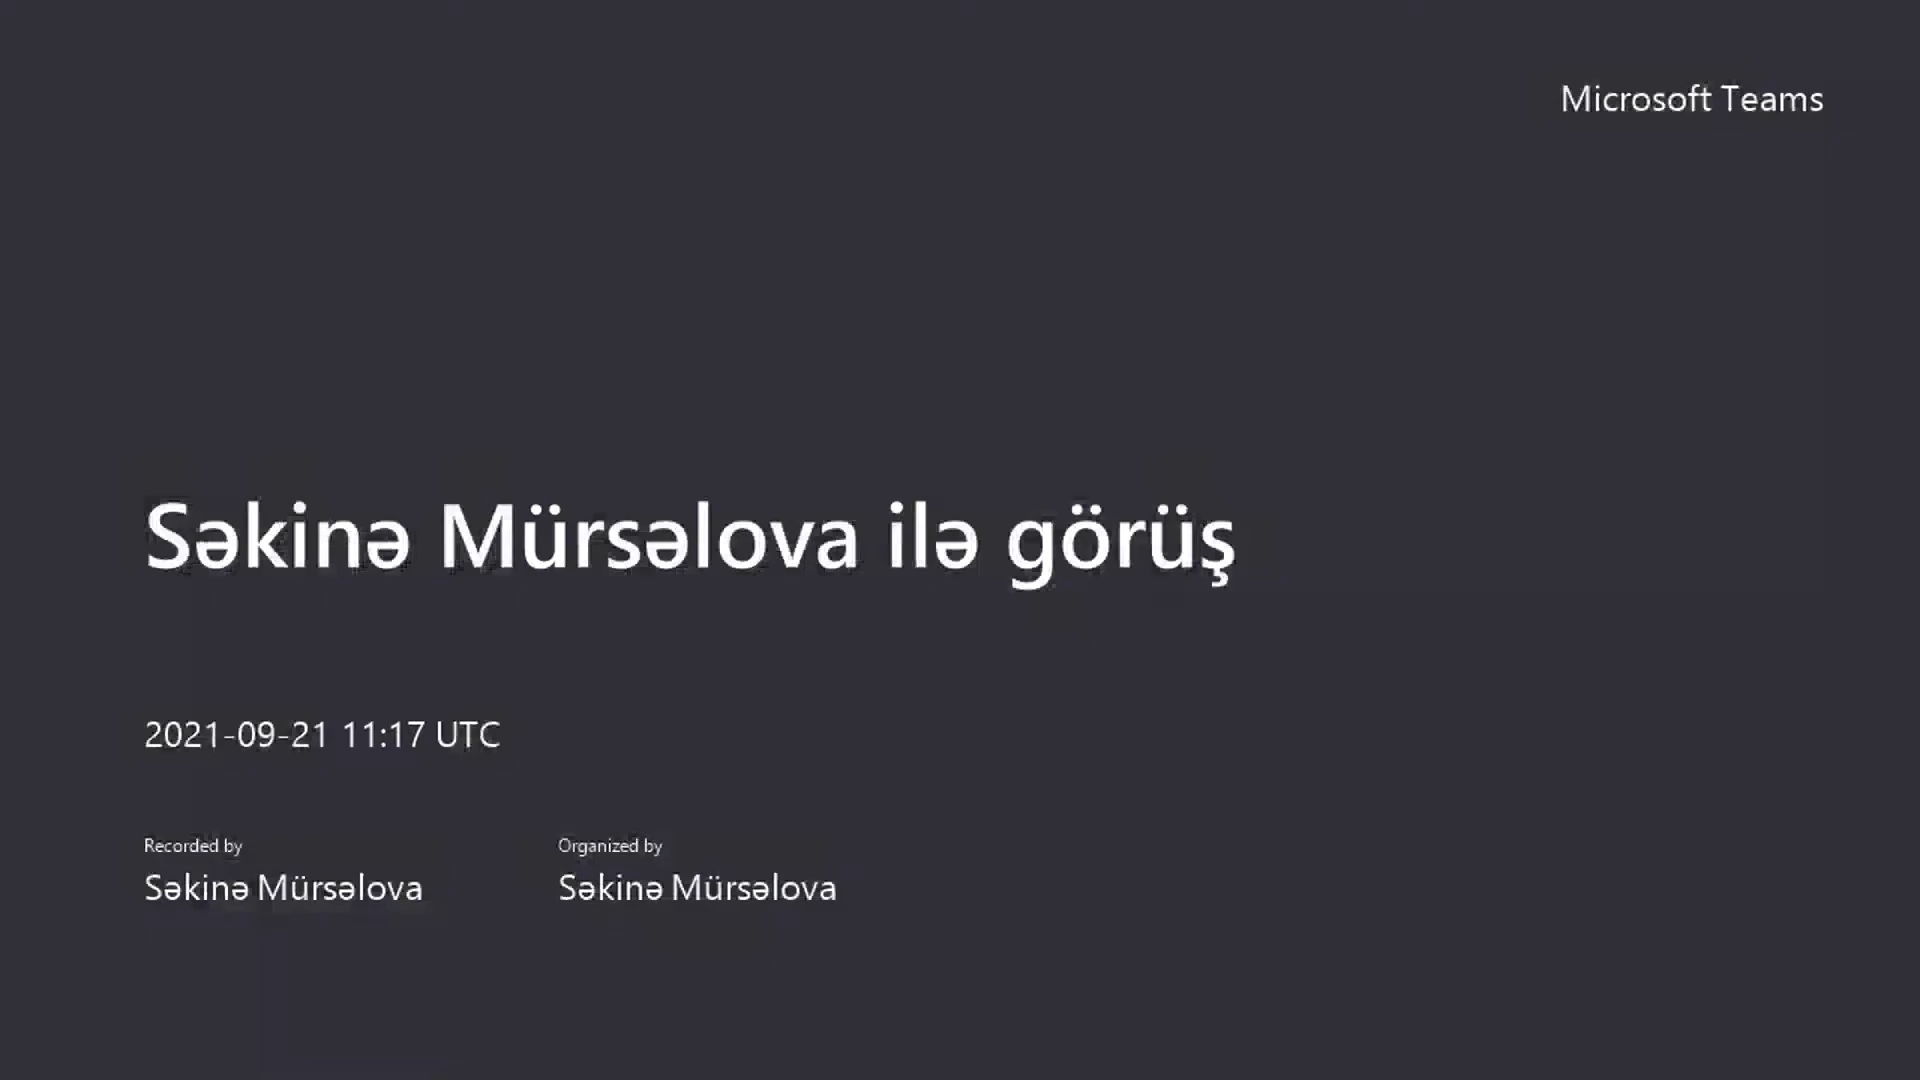 Microsoft Teams
Səkinə Mürsəlova ilə görüş
2021-09-21 11:17 UTC
Recorded by
Səkinə Mürsəlova
Organized by
Səkinə Mürsəlova